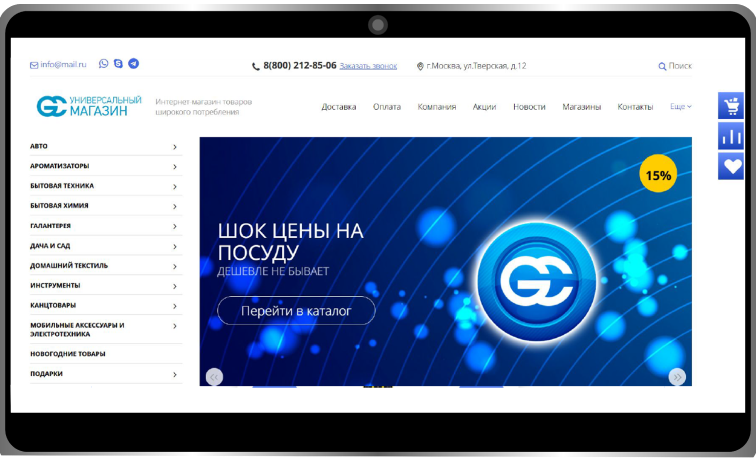 info@mail.ru
8(800) 212-85-06 Заказать звонок
г.Москва, ул.Тверская, д.12
Поиск
GC УНИВЕРСАЛЬНЫЙ
МАГАЗИН
Интернет магазин товаров
широкого потребления
Доставка Оплата Компания Акции Новости Магазины Контакты Еще
АВТО
АРОМАТИЗАТОРЫ
БЫТОВАЯ ТЕХНИКА
БЫТОВАЯ ХИМИЯ
ГАЛАНТЕРЕЯ
ДАЧА И САД
ДОМАШНИЙ ТЕКСТИЛЬ
ИНСТРУМЕНТЫ
КАНЦТОВАРЫ
МОБИЛЬНЫЕ АКСЕССУАРЫ И
ЭЛЕКТРОТЕХНИКА
НОВОГОДНИЕ ТОВАРЫ
ПОДАРКИ
15%
ШОК ЦЕНЫ НА
ПОСУДУ
ДЕШЕВЛЕ НЕ БЫВАЕТ
Перейти в каталог
GC